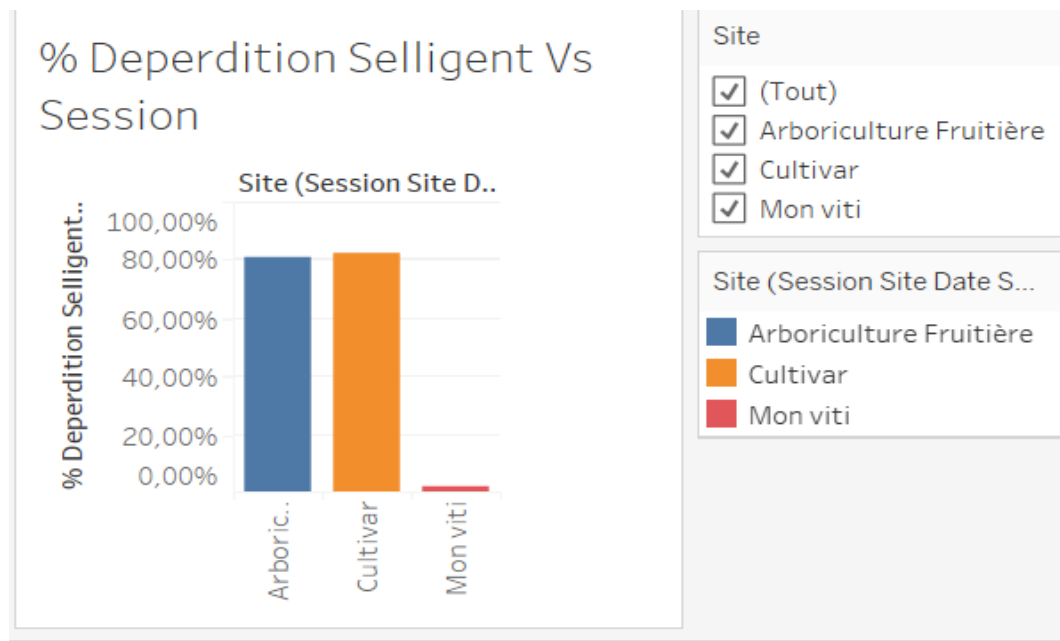 % Deperdition Selligent Vs
Session
Site (Session Site D..
% Deperdition Selligent..
100,00%
80,00%
60,00%
40,00%
20,00%
0,00%
Arboric..
Cultivar
Mon viti
Site
(Tout)
Arboriculture Fruitière
Cultivar
Mon viti
Site (Session Site Date S...
Arboriculture Fruitière
Cultivar
Mon viti